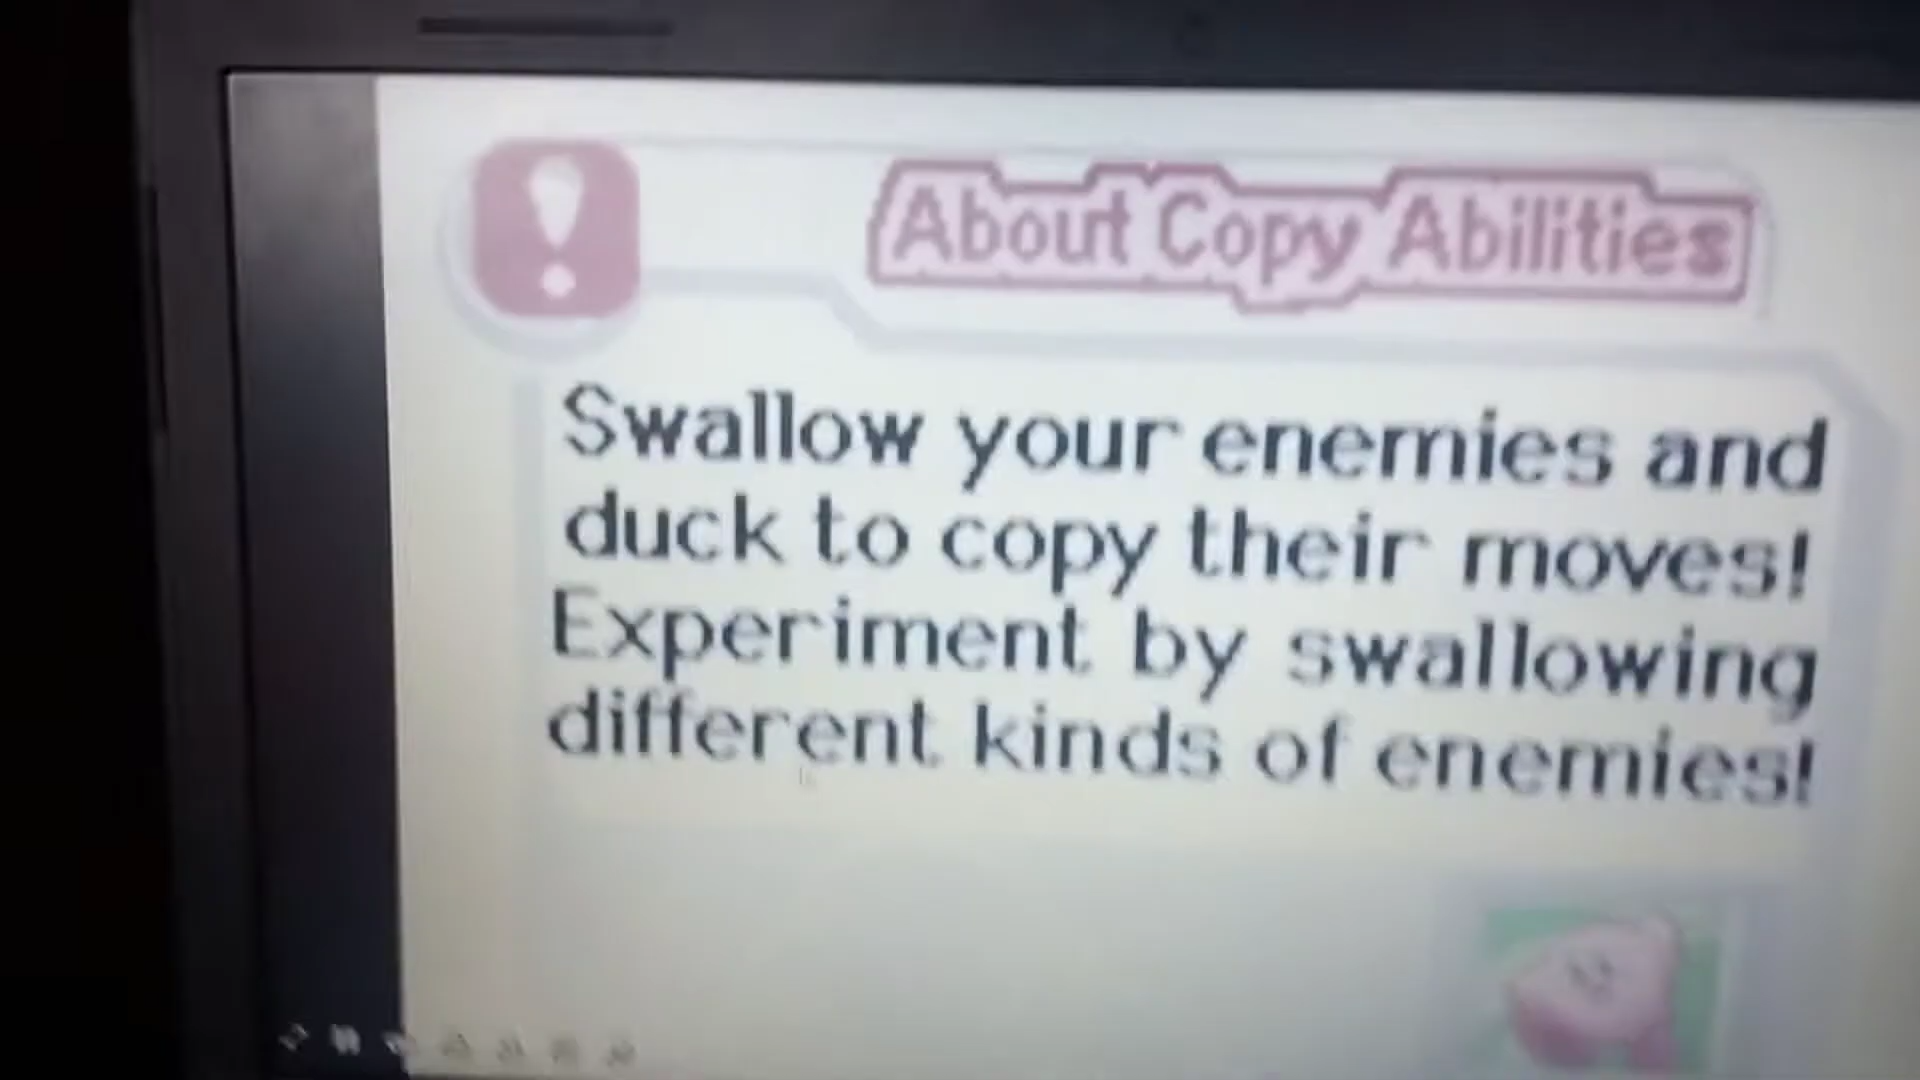 About Copy Abilities
Swallow your enemies and
duck to copy their moves!
Experiment by swallowing
different kinds of enemies!